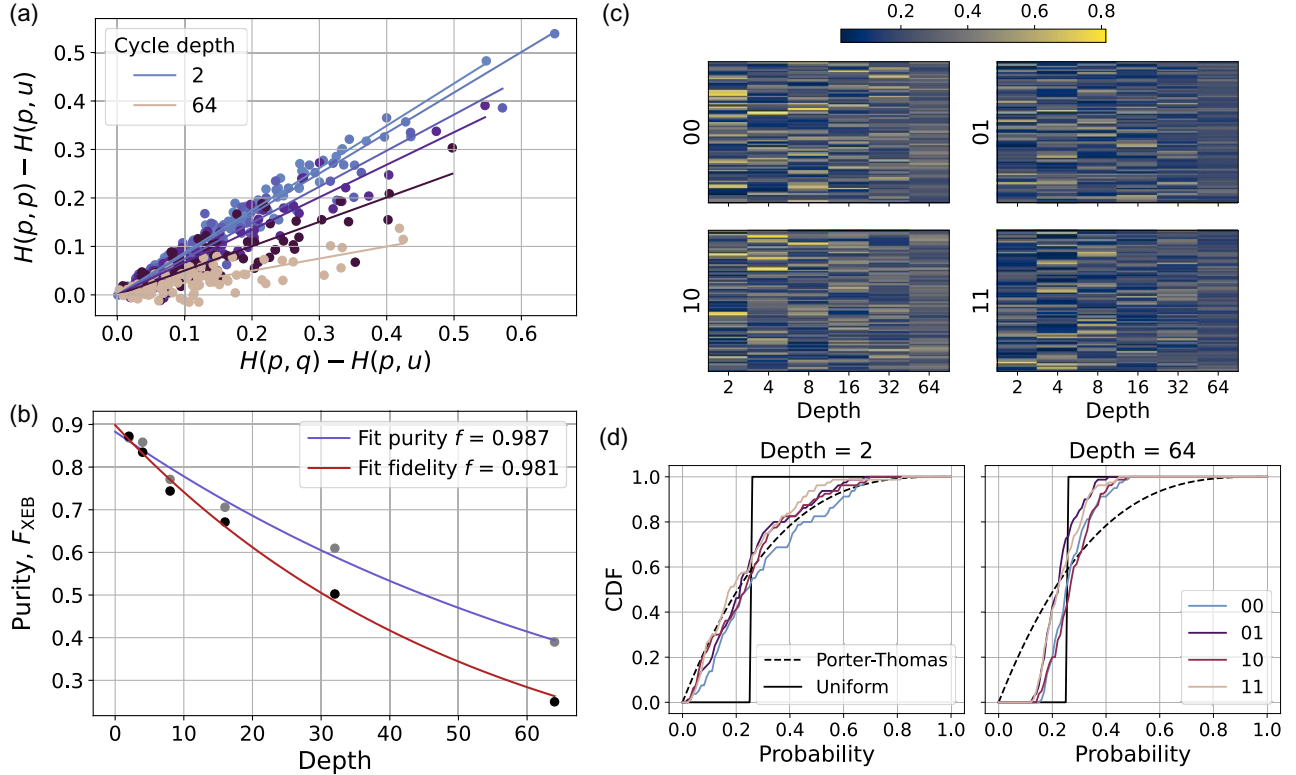 (a)
Cycle depth
2
64
0.5
0.4
0.3
0.2
0.1
0.0
H(p, p) − H(p, u)
0.0 0.1 0.2 0.3 0.4 0.5 0.6
H(p, q) − H(p, u)
(b)
Fit purity f = 0.987
Fit fidelity f = 0.981
0.9
0.8
0.7
0.6
0.5
0.4
0.3
Purity, F_XEB
0 10 20 30 40 50 60
Depth
(c)
0.2 0.4 0.6 0.8
00
01
10
11
2 4 8 16 32 64
Depth
2 4 8 16 32 64
Depth
(d)
Depth = 2
1.0
0.8
0.6
0.4
0.2
0.0
CDF
Porter-Thomas
Uniform
0.0 0.2 0.4 0.6 0.8 1.0
Probability
Depth = 64
00
01
10
11
0.0 0.2 0.4 0.6 0.8 1.0
Probability